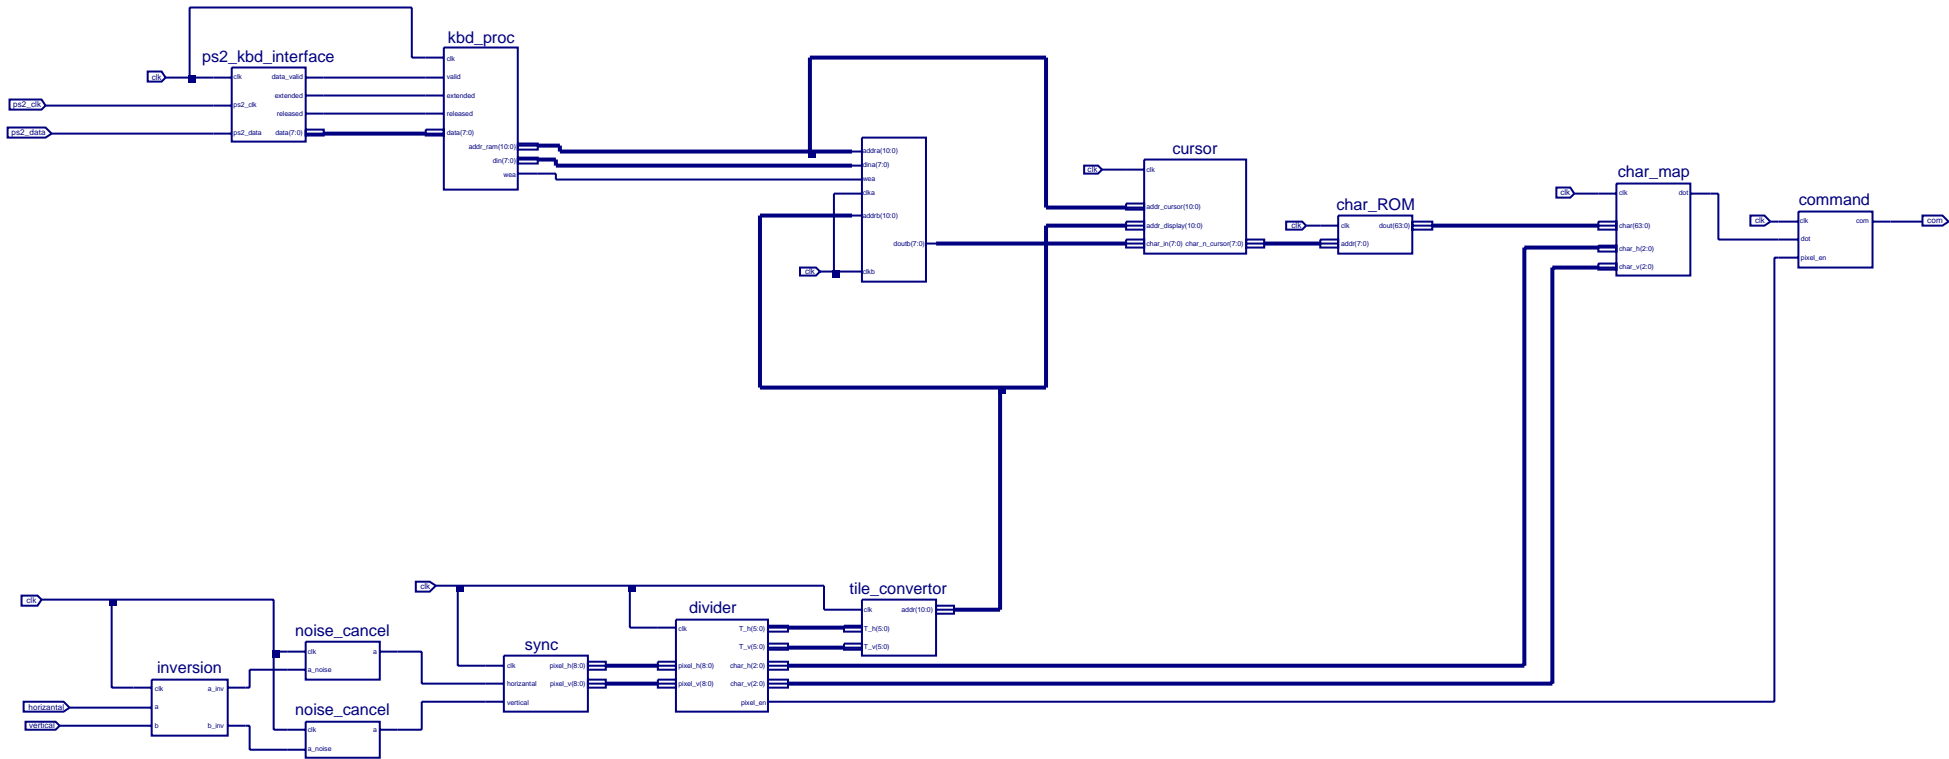 kbd_proc
ps2_kbd_interface
clk
clk
clk
data_valid
valid
extended
extended
ps2_clk
ps2_clk
released
released
ps2_data
ps2_data
data(7:0)
data(7:0)
addr_ram(10:0)
din(7:0)
wea
addra(10:0)
dina(7:0)
wea
clka
addrb(10:0)
doutb(7:0)
clk
clkb
cursor
clk
clk
addr_cursor(10:0)
addr_display(10:0)
char_in(7:0)
char_n_cursor(7:0)
char_ROM
clk
clk
dout(63:0)
addr(7:0)
char_map
clk
clk
dot
char(63:0)
char_h(2:0)
char_v(2:0)
command
clk
clk
com
com
dot
pixel_en
clk
clk
tile_convertor
clk
addr(10:0)
T_h(5:0)
T_v(5:0)
divider
clk
T_h(5:0)
T_v(5:0)
pixel_h(8:0)
char_h(2:0)
pixel_v(8:0)
char_v(2:0)
pixel_en
sync
clk
pixel_h(8:0)
horizantal
pixel_v(8:0)
vertical
noise_cancel
clk
a
a_noise
inversion
clk
a_inv
horizantal
a
vertical
b
b_inv
noise_cancel
clk
a
a_noise